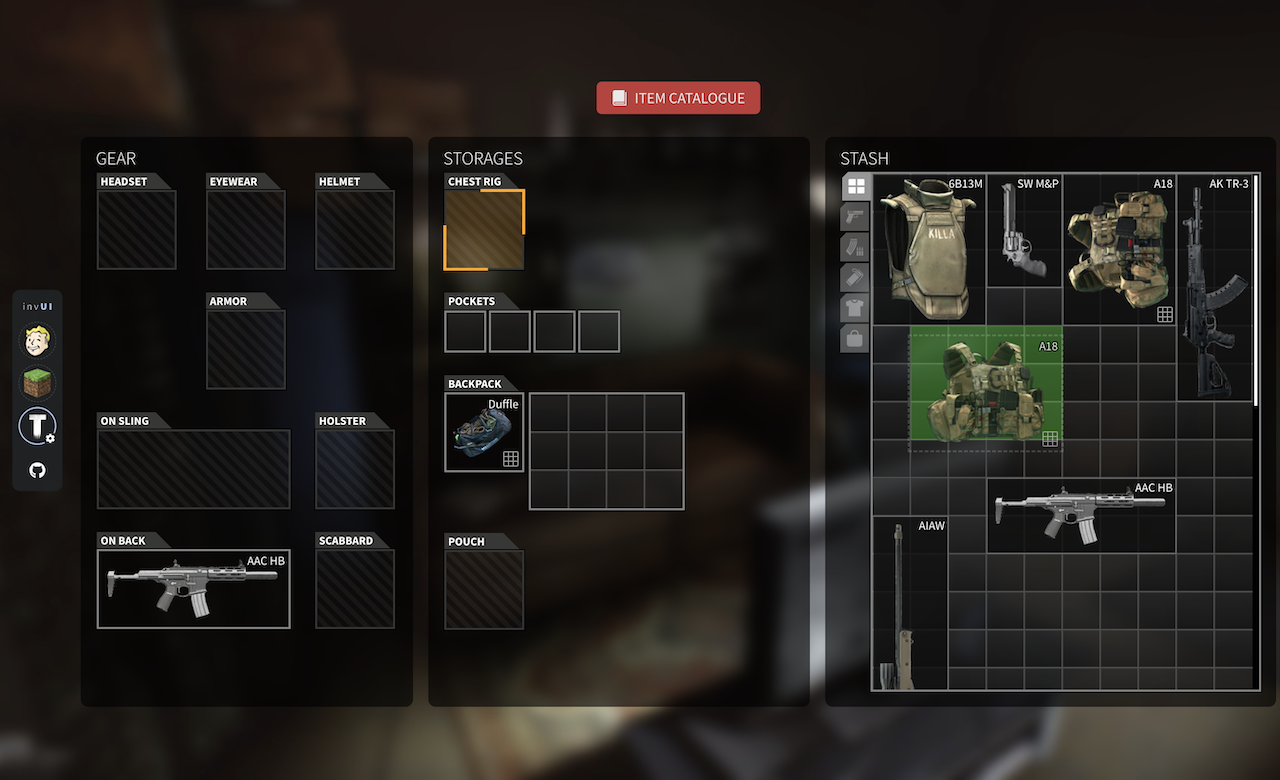 ITEM CATALOGUE
GEAR
HEADSET
EYEWEAR
HELMET
ARMOR
ON SLING
HOLSTER
ON BACK
AAC HB
SCABBARD
STORAGES
CHEST RIG
POCKETS
BACKPACK
Duffle
POUCH
STASH
6B13M
KILLA
SW M&P
A18
AK TR-3
A18
AAC HB
AIAW
invUI
T